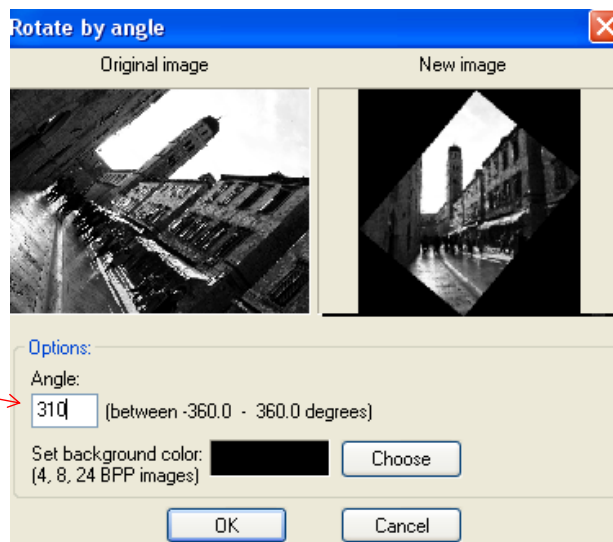 Rotate by angle
Original image New image
Options:
Angle:
310 (between -360.0 - 360.0 degrees)
Set background color:
(4, 8, 24 BPP images)
Choose
OK Cancel